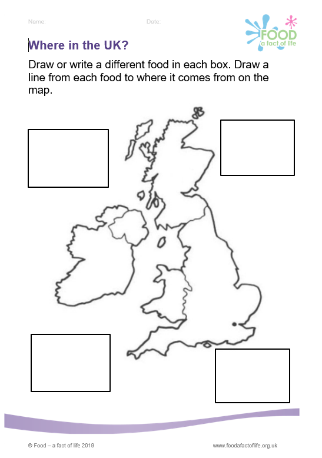 Name: Date:
FOOD
a fact of life
Where in the UK?
Draw or write a different food in each box. Draw a
line from each food to where it comes from on the
map.
© Food – a fact of life 2018
www.foodafactoflife.org.uk